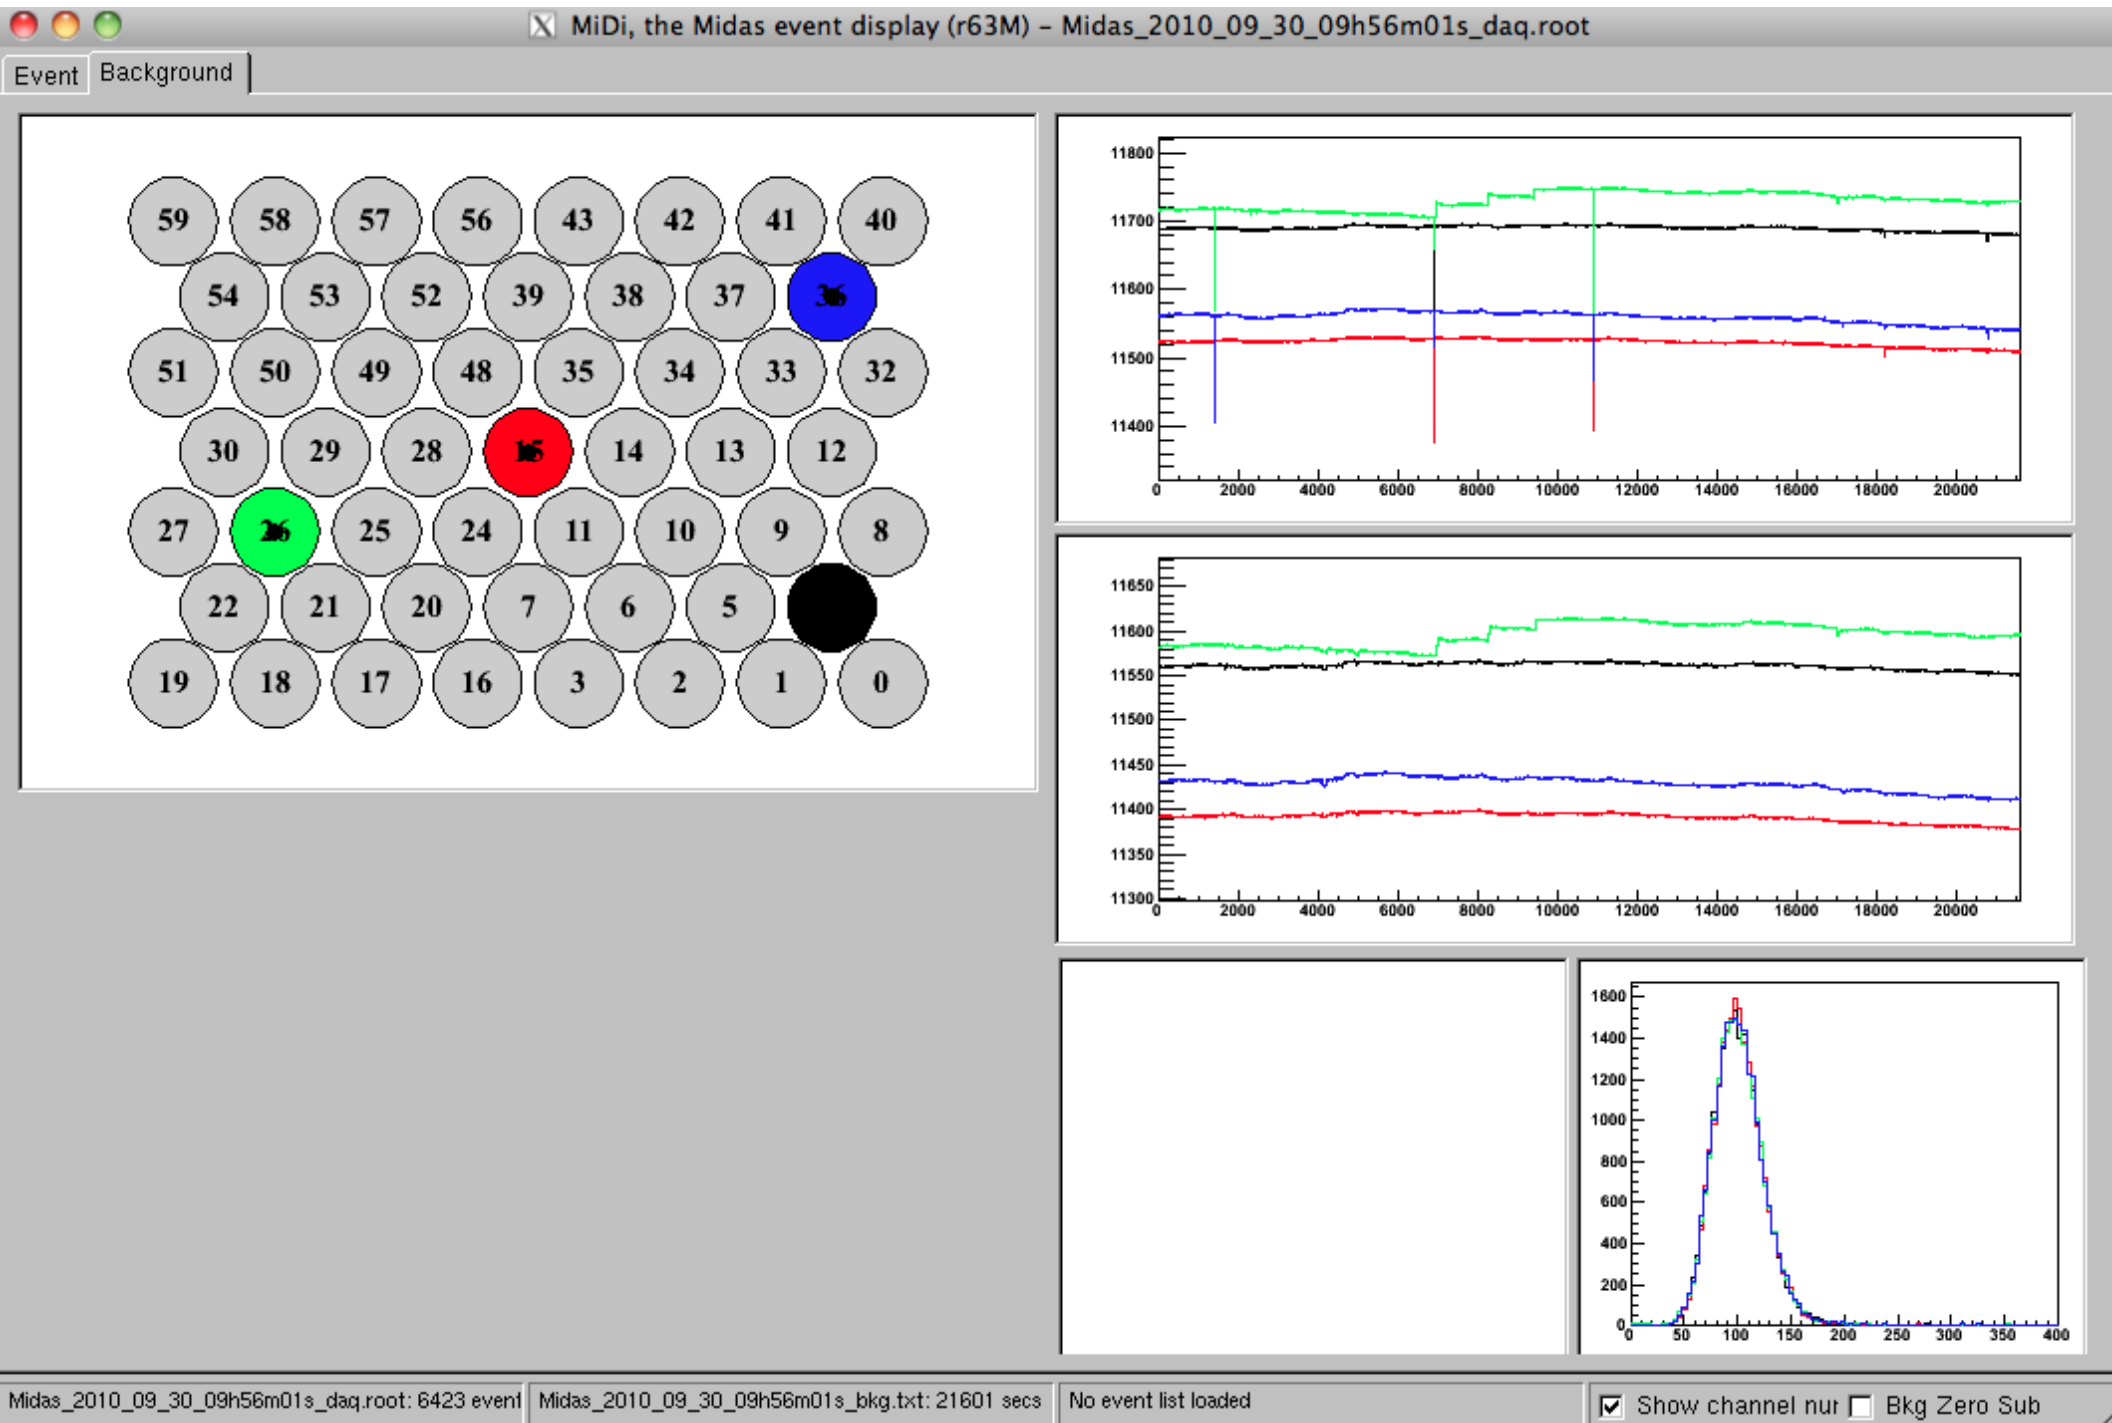 MiDi, the Midas event display (r63M) – Midas_2010_09_30_09h56m01s_daq.root
Event Background
59 58 57 56 43 42 41 40
54 53 52 39 38 37 36
51 50 49 48 35 34 33 32
30 29 28 15 14 13 12
27 26 25 24 11 10 9 8
22 21 20 7 6 5
19 18 17 16 3 2 1 0
11800
11700
11600
11500
11400
0 2000 4000 6000 8000 10000 12000 14000 16000 18000 20000
11650
11600
11550
11500
11450
11400
11350
11300
0 2000 4000 6000 8000 10000 12000 14000 16000 18000 20000
1600
1400
1200
1000
800
600
400
200
0
0 50 100 150 200 250 300 350 400
Midas_2010_09_30_09h56m01s_daq.root: 6423 event Midas_2010_09_30_09h56m01s_bkg.txt: 21601 secs No event list loaded Show channel nur Bkg Zero Sub